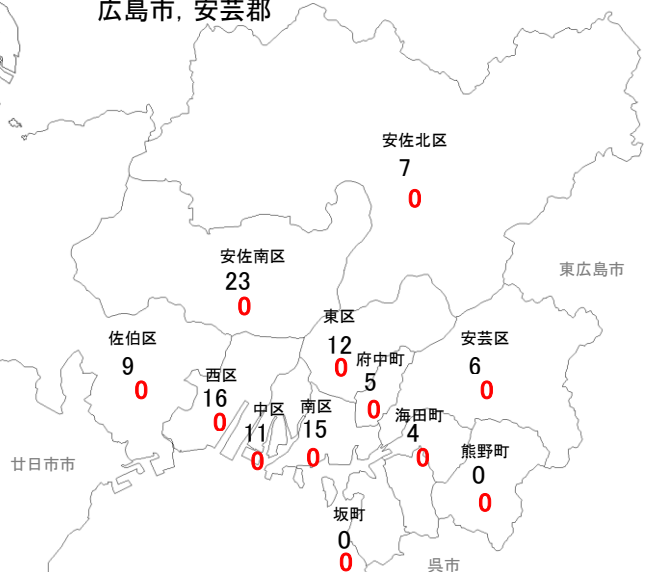 広島市, 安芸郡
安佐北区
7
0
安佐南区
23
0
東広島市
東区
12
0
佐伯区
9
0
府中町
5
0
安芸区
6
0
西区
16
0
中区
11
0
南区
15
0
海田町
4
0
熊野町
0
0
廿日市市
坂町
0
0
呉市